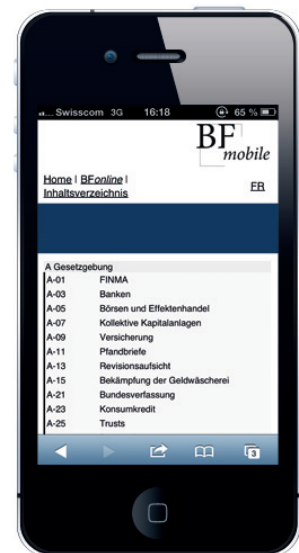 Swisscom 3G 16:18 65 %
BF
mobile
Home | BFonline |
Inhaltsverzeichnis
FR
A Gesetzgebung
A-01 FINMA
A-03 Banken
A-05 Börsen und Effektenhandel
A-07 Kollektive Kapitalanlagen
A-09 Versicherung
A-11 Pfandbriefe
A-13 Revisionsaufsicht
A-15 Bekämpfung der Geldwäscherei
A-21 Bundesverfassung
A-23 Konsumkredit
A-25 Trusts
3